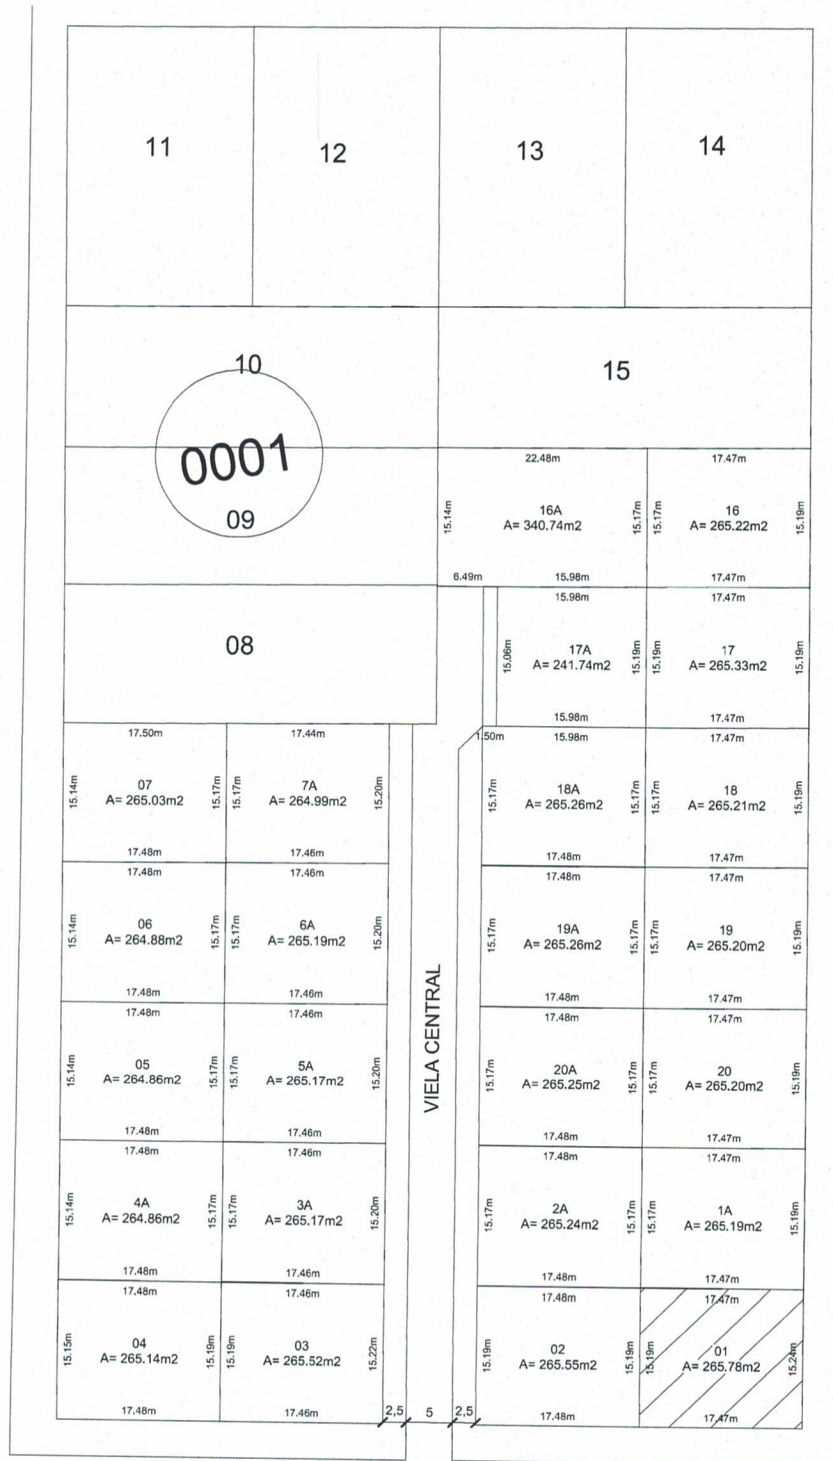 11
12
13
14
10
15
0001
09
22.48m
17.47m
15.14m
16A
A= 340.74m2
15.17m
15.17m
16
A= 265.22m2
15.19m
6.49m
15.98m
17.47m
08
15.98m
17.47m
15.06m
17A
A= 241.74m2
15.19m
15.19m
17
A= 265.33m2
15.19m
15.98m
17.47m
17.50m
17.44m
1.50m
15.98m
17.47m
15.14m
07
A= 265.03m2
15.17m
15.17m
7A
A= 264.99m2
15.20m
15.17m
18A
A= 265.26m2
15.17m
15.17m
18
A= 265.21m2
15.19m
17.48m
17.46m
17.48m
17.47m
17.48m
17.46m
17.48m
17.47m
15.14m
06
A= 264.88m2
15.17m
15.17m
6A
A= 265.19m2
15.20m
15.17m
19A
A= 265.26m2
15.17m
15.17m
19
A= 265.20m2
15.19m
17.48m
17.46m
17.48m
17.47m
17.48m
17.46m
17.48m
17.47m
VIELA CENTRAL
15.14m
05
A= 264.86m2
15.17m
15.17m
5A
A= 265.17m2
15.20m
15.17m
20A
A= 265.25m2
15.17m
15.17m
20
A= 265.20m2
15.19m
17.48m
17.46m
17.48m
17.47m
17.48m
17.46m
17.48m
17.47m
15.14m
4A
A= 264.86m2
15.17m
15.17m
3A
A= 265.17m2
15.20m
15.17m
2A
A= 265.24m2
15.17m
15.17m
1A
A= 265.19m2
15.19m
17.48m
17.46m
17.48m
17.47m
17.48m
17.46m
17.48m
17.47m
15.15m
04
A= 265.14m2
15.19m
15.19m
03
A= 265.52m2
15.22m
15.19m
02
A= 265.55m2
15.19m
15.19m
01
A= 265.78m2
15.24m
17.48m
17.46m
2,5
5
2,5
17.48m
17.47m